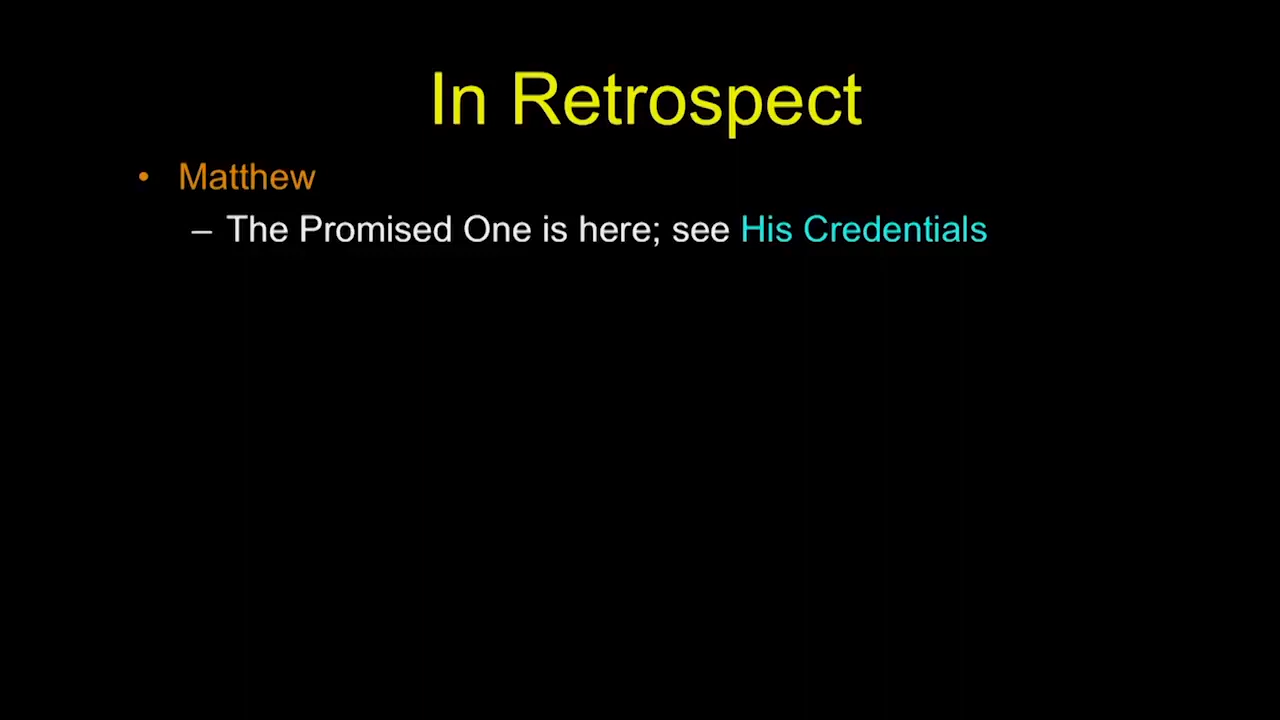 In Retrospect
• Matthew
– The Promised One is here; see His Credentials